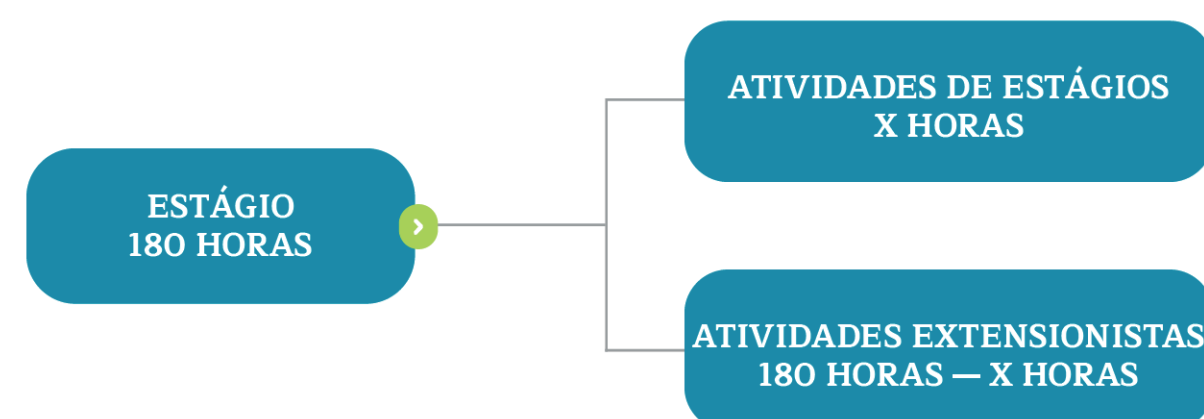 ATIVIDADES DE ESTÁGIOS
X HORAS
ESTÁGIO
180 HORAS
ATIVIDADES EXTENSIONISTAS
180 HORAS — X HORAS